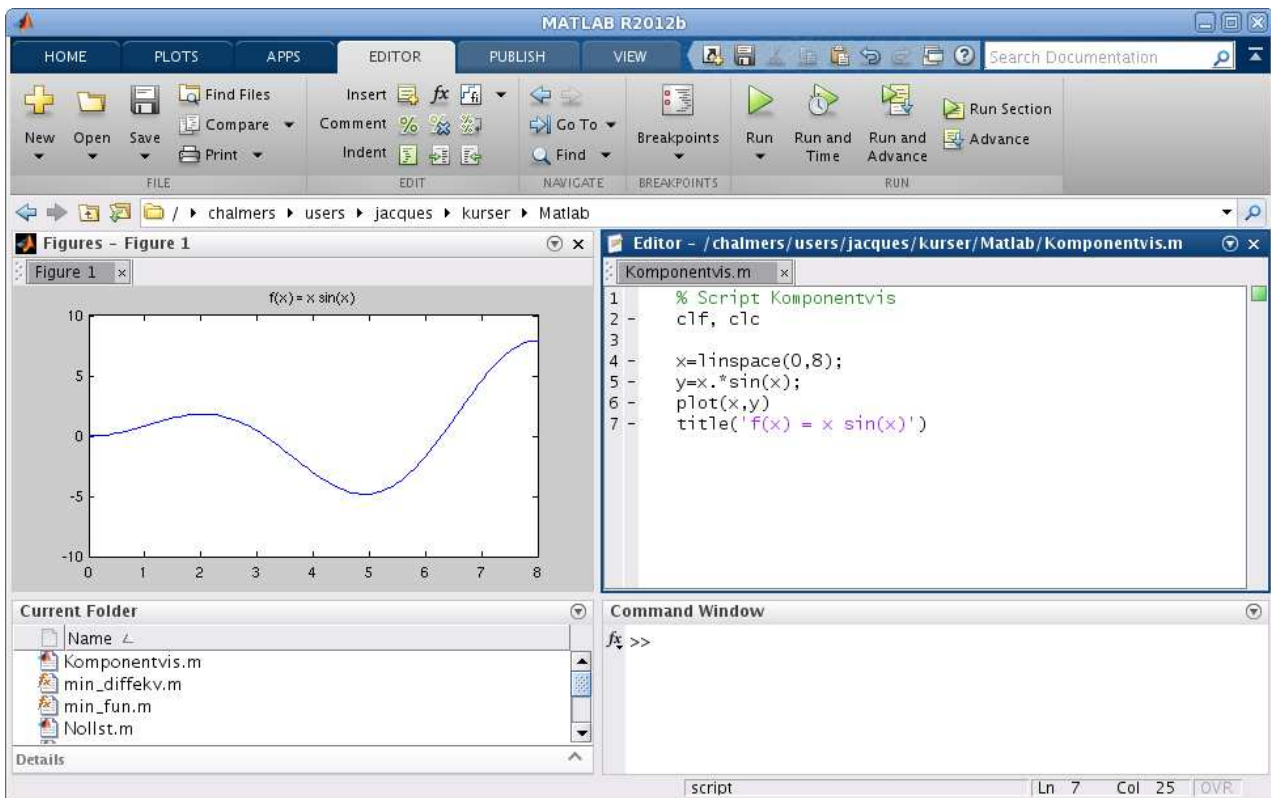 MATLAB R2012b
HOME PLOTS APPS EDITOR PUBLISH VIEW Search Documentation
New Open Save Find Files Compare Print
FILE
Insert fx fi
Comment
Indent
EDIT
Go To
Find
NAVIGATE
Breakpoints
BREAKPOINTS
Run Run and Time Run and Advance Run Section Advance
RUN
/ chalmers users jacques kurser Matlab
Figures - Figure 1
Figure 1
f(x) = x sin(x)
10
5
0
-5
-10
0 1 2 3 4 5 6 7 8
Editor - /chalmers/users/jacques/kurser/Matlab/Komponentvis.m
Komponentvis.m
1 % Script Komponentvis
2 - clf, clc
3
4 - x=linspace(0,8);
5 - y=x.*sin(x);
6 - plot(x,y)
7 - title('f(x) = x sin(x)')
Current Folder
Name
Komponentvis.m
min_diffekv.m
min_fun.m
Nollst.m
Details
Command Window
fx >>
script Ln 7 Col 25 OVR